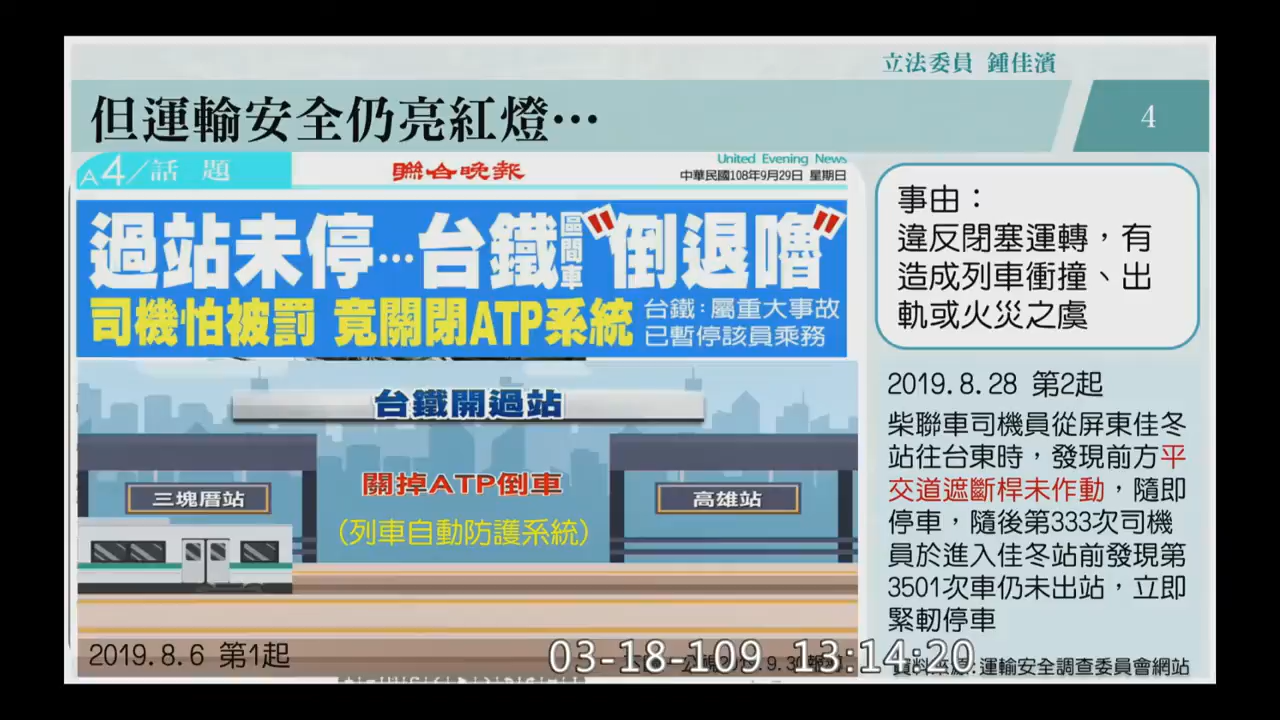 立法委員 鍾佳濱
但運輸安全仍亮紅燈…
4
A4/話 題
聯合晚報
United Evening News
中華民國108年9月29日 星期日
過站未停…台鐵區間車"倒退嚕"
司機怕被罰 竟關閉ATP系統
台鐵:屬重大事故
已暫停該員乘務
台鐵開過站
關掉ATP倒車
(列車自動防護系統)
三塊厝站
高雄站
2019.8.6 第1起
事由：
違反閉塞運轉，有
造成列車衝撞、出
軌或火災之虞
2019.8.28 第2起
柴聯車司機員從屏東佳冬
站往台東時，發現前方平
交道遮斷桿未作動，隨即
停車，隨後第333次司機
員於進入佳冬站前發現第
3501次車仍未出站，立即
緊軔停車
資料來源:運輸安全調查委員會網站
03-18-109 13:14:20